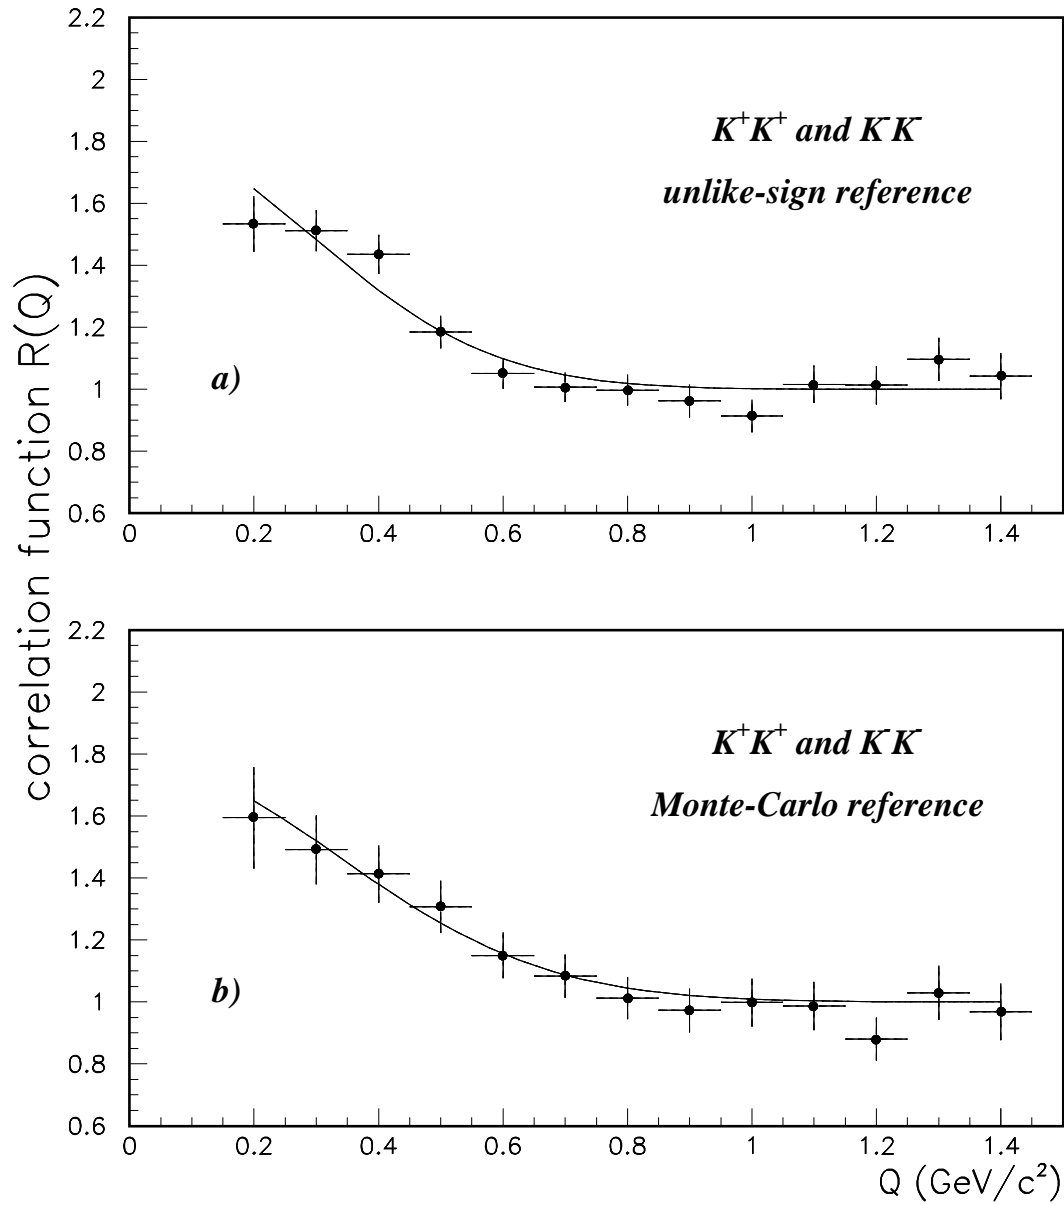 correlation function R(Q)
2.2
2
1.8
1.6
1.4
1.2
1
0.8
0.6
K⁺K⁺ and K⁻K⁻
unlike-sign reference
a)
0 0.2 0.4 0.6 0.8 1 1.2 1.4
2.2
2
1.8
1.6
1.4
1.2
1
0.8
0.6
K⁺K⁺ and K⁻K⁻
Monte-Carlo reference
b)
0 0.2 0.4 0.6 0.8 1 1.2 1.4
Q (GeV/c²)